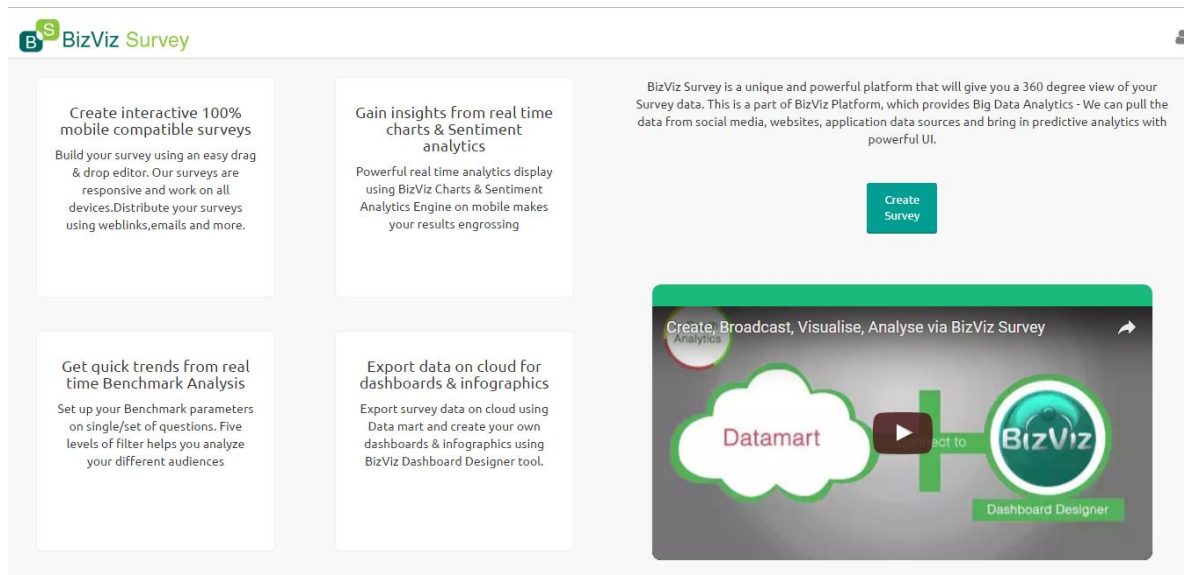 BS BizViz Survey
Create interactive 100%
mobile compatible surveys
Build your survey using an easy drag
& drop editor. Our surveys are
responsive and work on all
devices.Distribute your surveys
using weblinks,emails and more.
Gain insights from real time
charts & Sentiment
analytics
Powerful real time analytics display
using BizViz Charts & Sentiment
Analytics Engine on mobile makes
your results engrossing
Get quick trends from real
time Benchmark Analysis
Set up your Benchmark parameters
on single/set of questions. Five
levels of filter helps you analyze
your different audiences
Export data on cloud for
dashboards & infographics
Export survey data on cloud using
Data mart and create your own
dashboards & infographics using
BizViz Dashboard Designer tool.
BizViz Survey is a unique and powerful platform that will give you a 360 degree view of your
Survey data. This is a part of BizViz Platform, which provides Big Data Analytics - We can pull the
data from social media, websites, application data sources and bring in predictive analytics with
powerful UI.
Create
Survey
Create, Broadcast, Visualise, Analyse via BizViz Survey
Analytics
Datamart
to
BizViz
Dashboard Designer